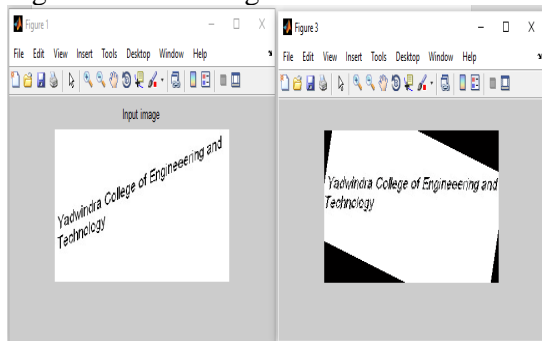 Figure 1
File Edit View Insert Tools Desktop Window Help
Input image
Yadwindra College of Engineeering and
Technology
Figure 3
File Edit View Insert Tools Desktop Window Help
Yadwindra College of Engineeering and
Technology